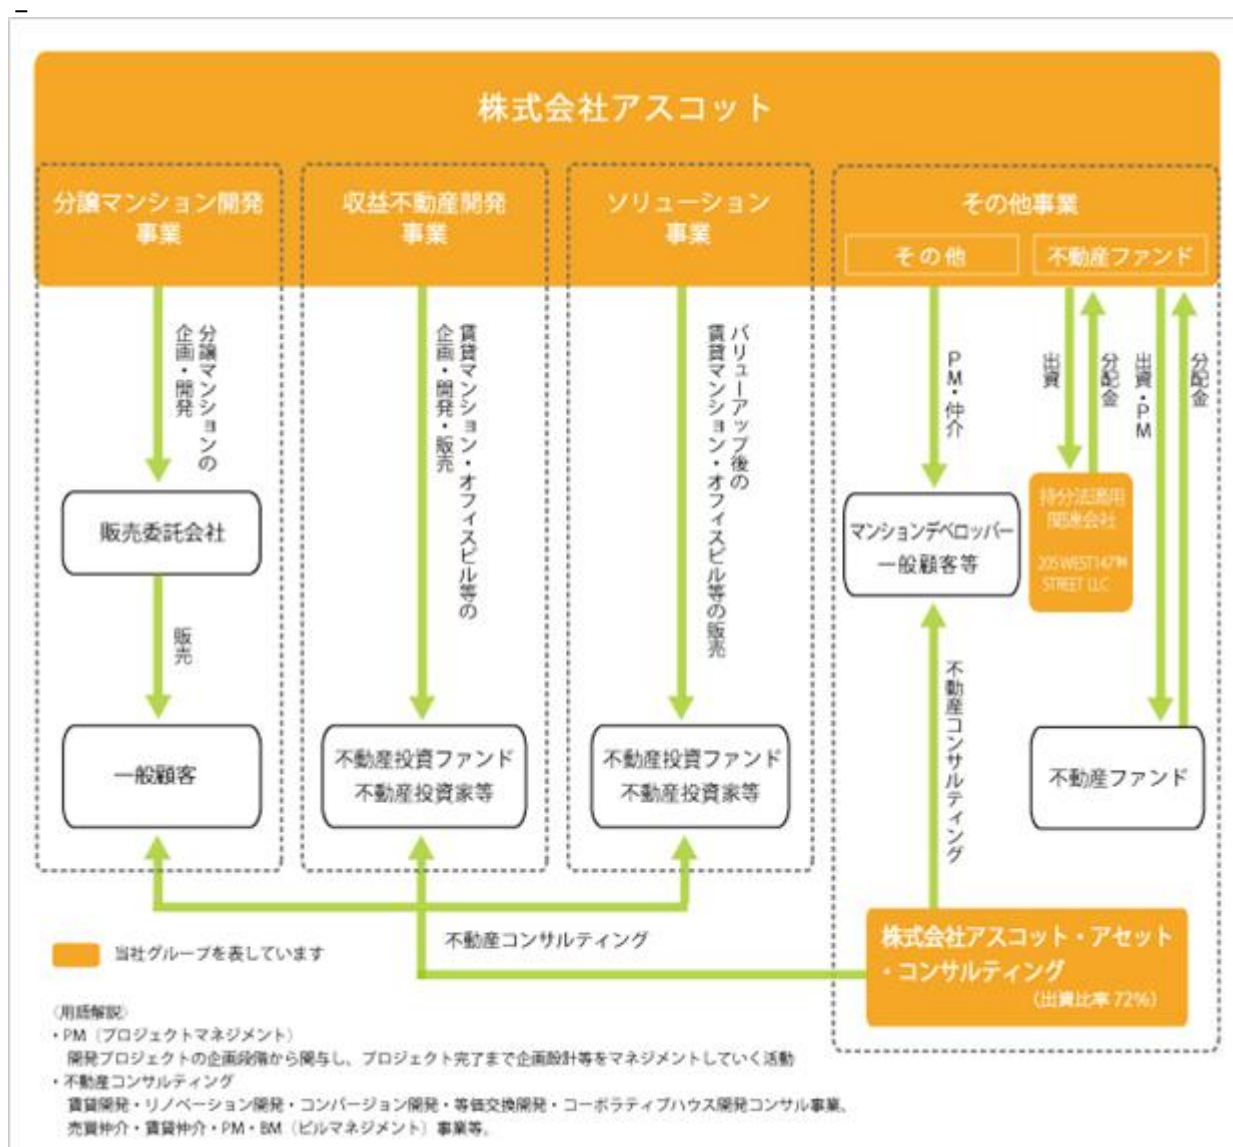 株式会社アスコット
分譲マンション開発
事業
収益不動産開発
事業
ソリューション
事業
その他事業
その他
不動産ファンド
分譲マンションの
企画・開発
賃貸マンション・オフィスビル等の
企画・開発・販売
バリューアップ後の
賃貸マンション・オフィスビル等の販売
PM・仲介
出資
分配金
出資・PM
分配金
販売委託会社
マンションデベロッパー
一般顧客等
持分法適用
関連会社
205 WEST147TH
STREET LLC
販売
不動産コンサルティング
一般顧客
不動産投資ファンド
不動産投資家等
不動産投資ファンド
不動産投資家等
不動産ファンド
不動産コンサルティング
株式会社アスコット・アセット
・コンサルティング
(出資比率 72%)
当社グループを表しています
〈用語解説〉
・PM（プロジェクトマネジメント）
開発プロジェクトの企画段階から関与し、プロジェクト完了まで企画設計等をマネジメントしていく活動
・不動産コンサルティング
賃貸開発・リノベーション開発・コンバージョン開発・等価交換開発・コーポラティブハウス開発コンサル事業、
売買仲介・賃貸仲介・PM・BM（ビルマネジメント）事業等。